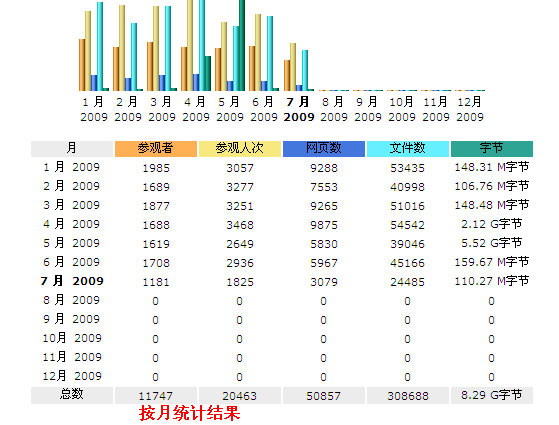 1 月 2 月 3 月 4 月 5 月 6 月 7 月 8 月 9 月 10月 11月 12月
2009 2009 2009 2009 2009 2009 2009 2009 2009 2009 2009 2009
月 参观者 参观人次 网页数 文件数 字节
1 月 2009 1985 3057 9288 53435 148.31 M字节
2 月 2009 1689 3277 7553 40998 106.76 M字节
3 月 2009 1877 3251 9265 51016 148.48 M字节
4 月 2009 1688 3468 9875 54542 2.12 G字节
5 月 2009 1619 2649 5830 39046 5.52 G字节
6 月 2009 1708 2936 5967 45166 159.67 M字节
7 月 2009 1181 1825 3079 24485 110.27 M字节
8 月 2009 0 0 0 0 0
9 月 2009 0 0 0 0 0
10月 2009 0 0 0 0 0
11月 2009 0 0 0 0 0
12月 2009 0 0 0 0 0
总数 11747 20463 50857 308688 8.29 G字节
按月统计结果